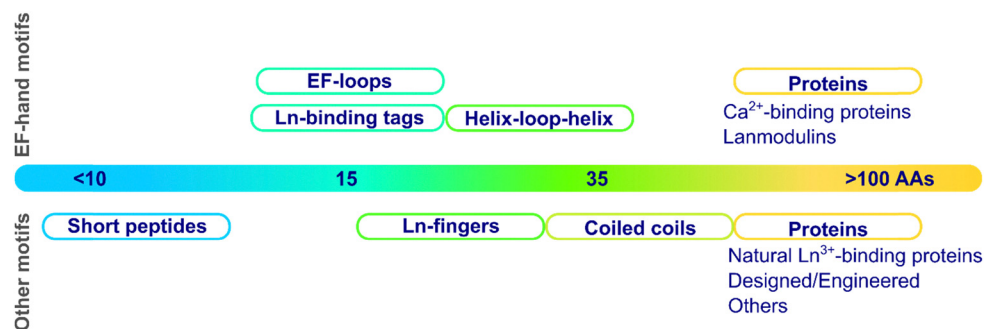 EF-hand motifs
EF-loops
Proteins
Ln-binding tags
Helix-loop-helix
Ca²⁺-binding proteins
Lanmodulins
<10 15 35 >100 AAs
Other motifs
Short peptides
Ln-fingers
Coiled coils
Proteins
Natural Ln³⁺-binding proteins
Designed/Engineered
Others